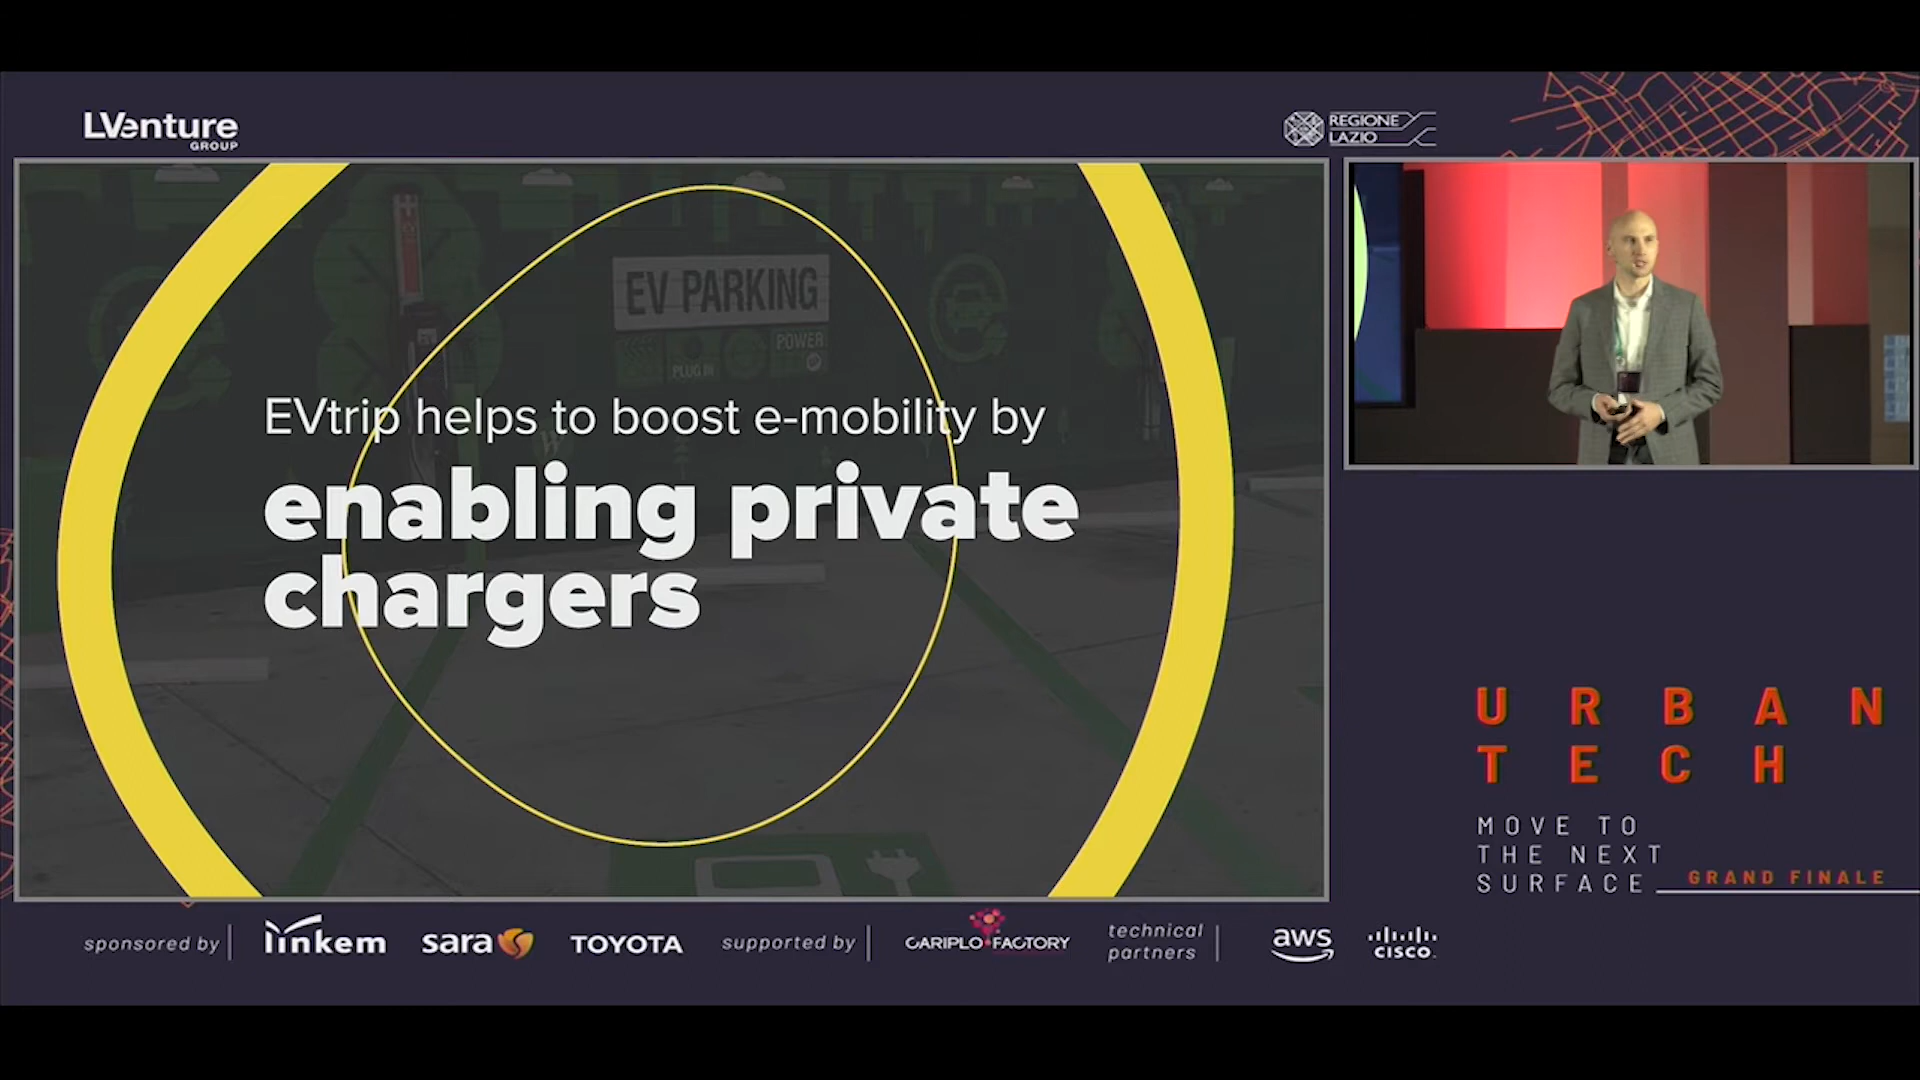 LVenture
GROUP
REGIONE
LAZIO
EV PARKING
POWER
PLUG IN
EVtrip helps to boost e-mobility by
enabling private
chargers
URBAN
TECH
MOVE TO
THE NEXT
SURFACE
GRAND FINALE
sponsored by
linkem
sara
TOYOTA
supported by
CARIPLO FACTORY
technical
partners
aws
CISCO